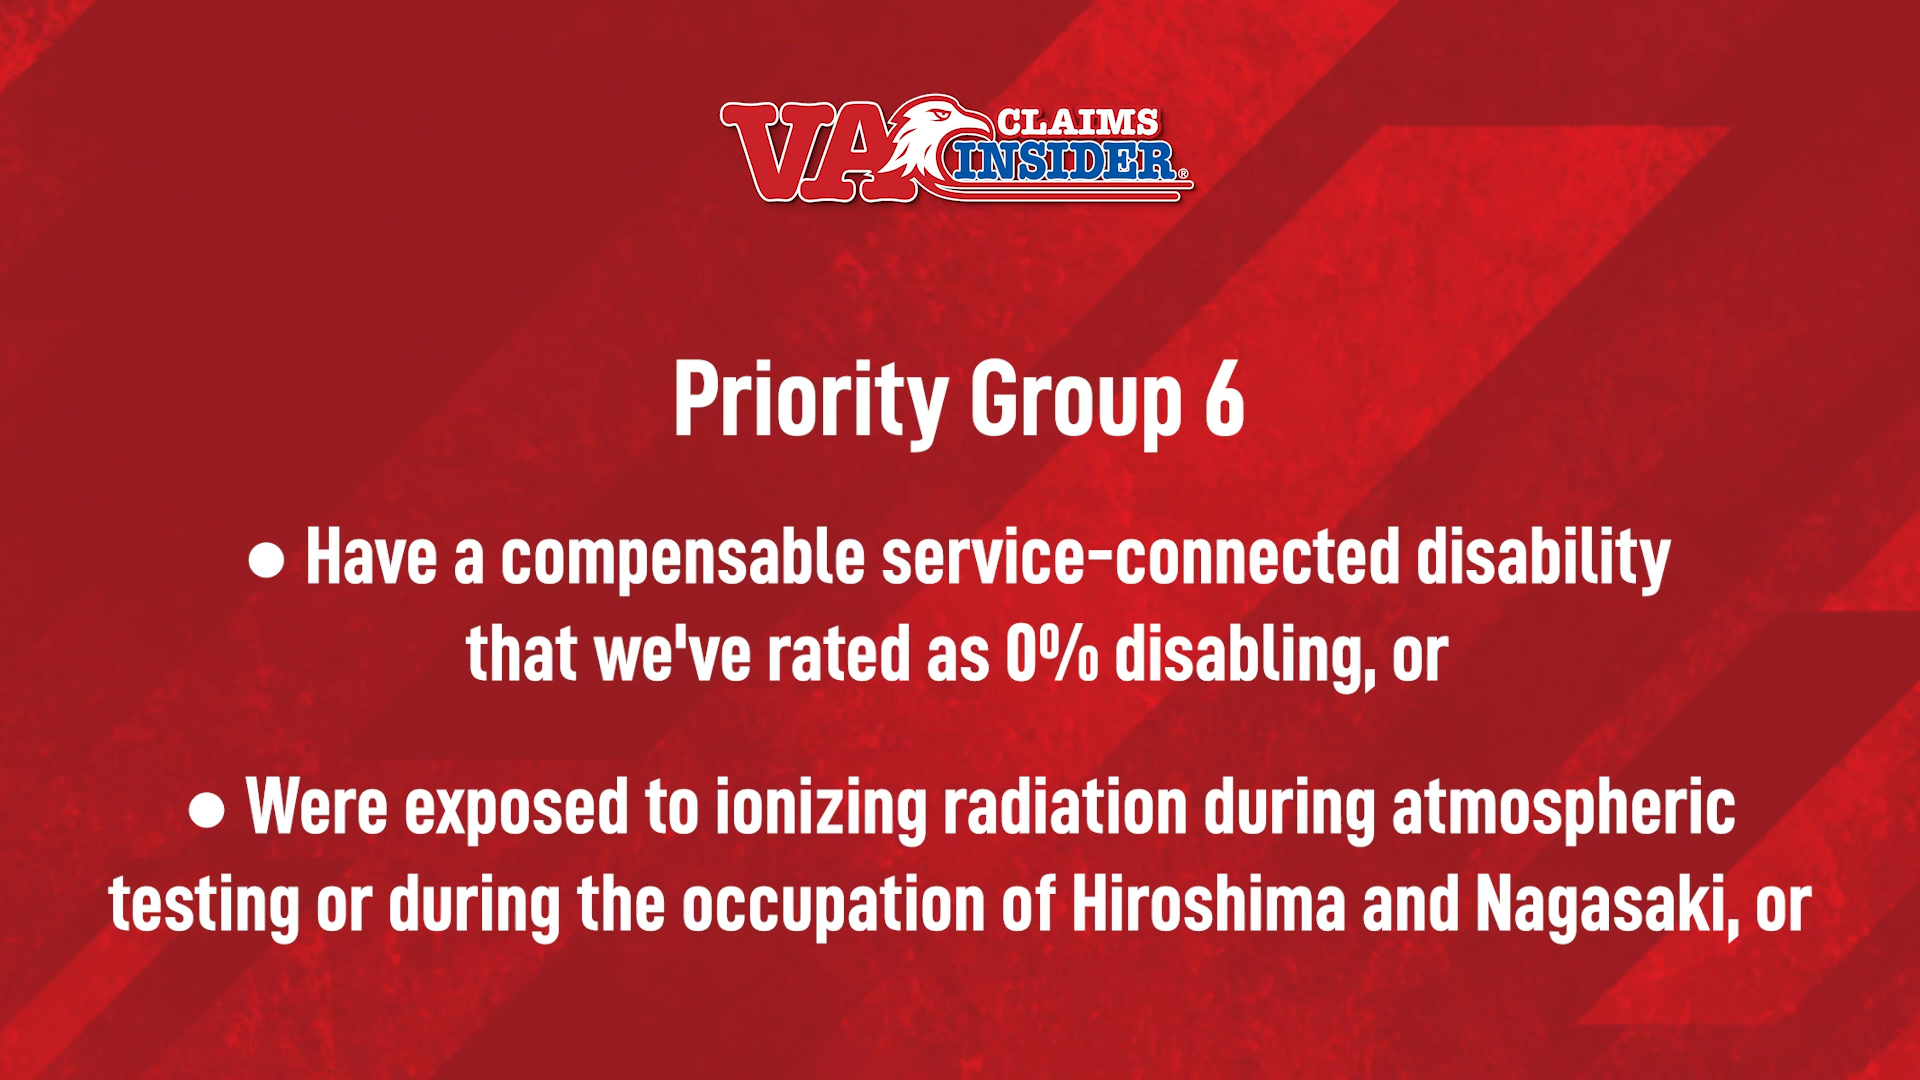 VA CLAIMS
INSIDER®
Priority Group 6
● Have a compensable service-connected disability
that we've rated as 0% disabling, or
● Were exposed to ionizing radiation during atmospheric
testing or during the occupation of Hiroshima and Nagasaki, or